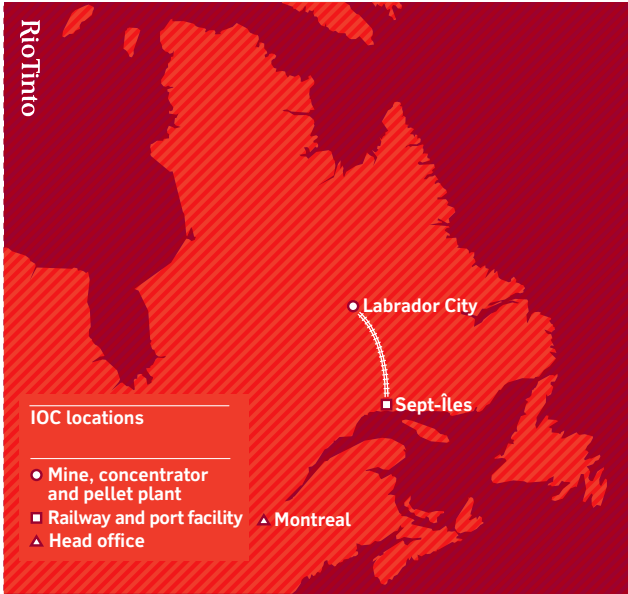 RioTinto
Labrador City
Sept-Îles
Montreal
IOC locations
Mine, concentrator
and pellet plant
Railway and port facility
Head office